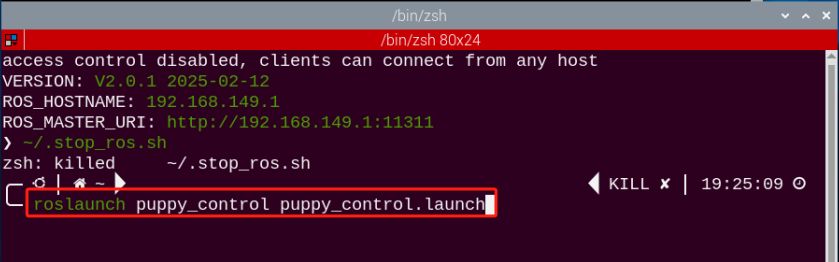 /bin/zsh
/bin/zsh 80x24
access control disabled, clients can connect from any host
VERSION: V2.0.1 2025-02-12
ROS_HOSTNAME: 192.168.149.1
ROS_MASTER_URI: http://192.168.149.1:11311
❯ ~/.stop_ros.sh
zsh: killed     ~/.stop_ros.sh
~ KILL ✘ | 19:25:09
roslaunch puppy_control puppy_control.launch